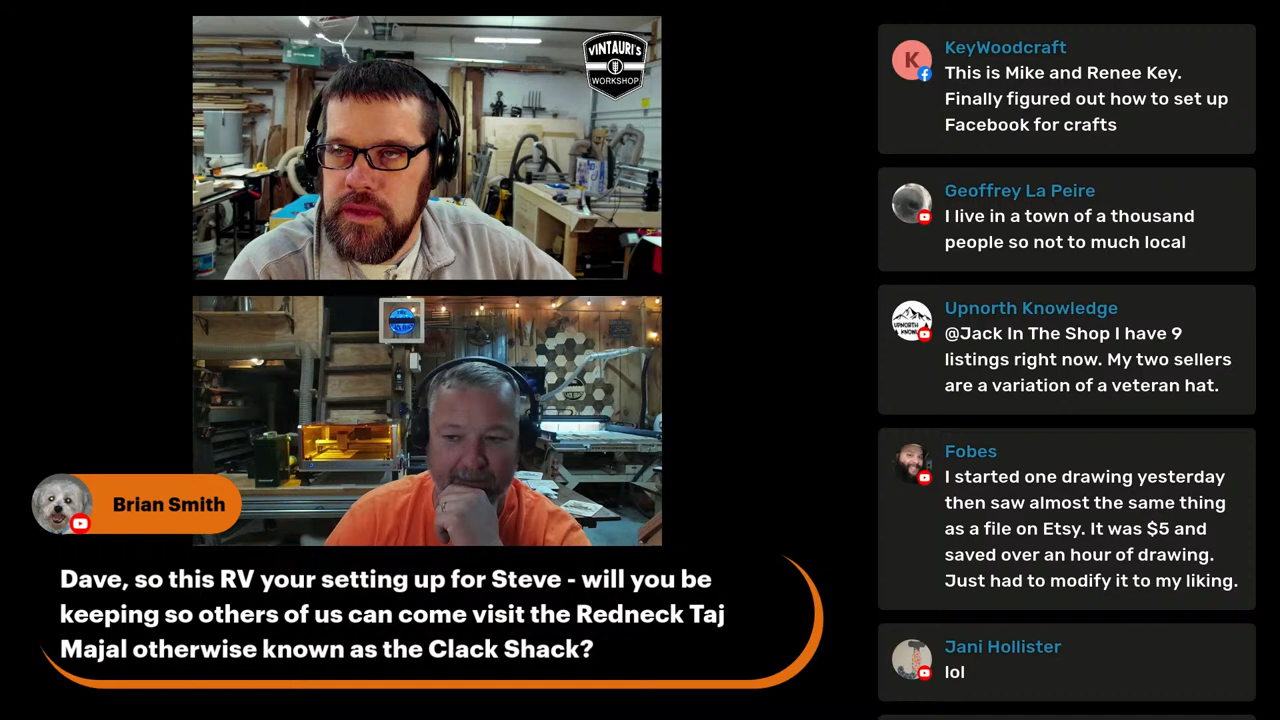 VINTAURI'S
WORKSHOP
KeyWoodcraft
This is Mike and Renee Key.
Finally figured out how to set up
Facebook for crafts
Geoffrey La Peire
I live in a town of a thousand
people so not to much local
Upnorth Knowledge
@Jack In The Shop I have 9
listings right now. My two sellers
are a variation of a veteran hat.
Fobes
I started one drawing yesterday
then saw almost the same thing
as a file on Etsy. It was $5 and
saved over an hour of drawing.
Just had to modify it to my liking.
Jani Hollister
lol
Brian Smith
Dave, so this RV your setting up for Steve - will you be
keeping so others of us can come visit the Redneck Taj
Majal otherwise known as the Clack Shack?
K